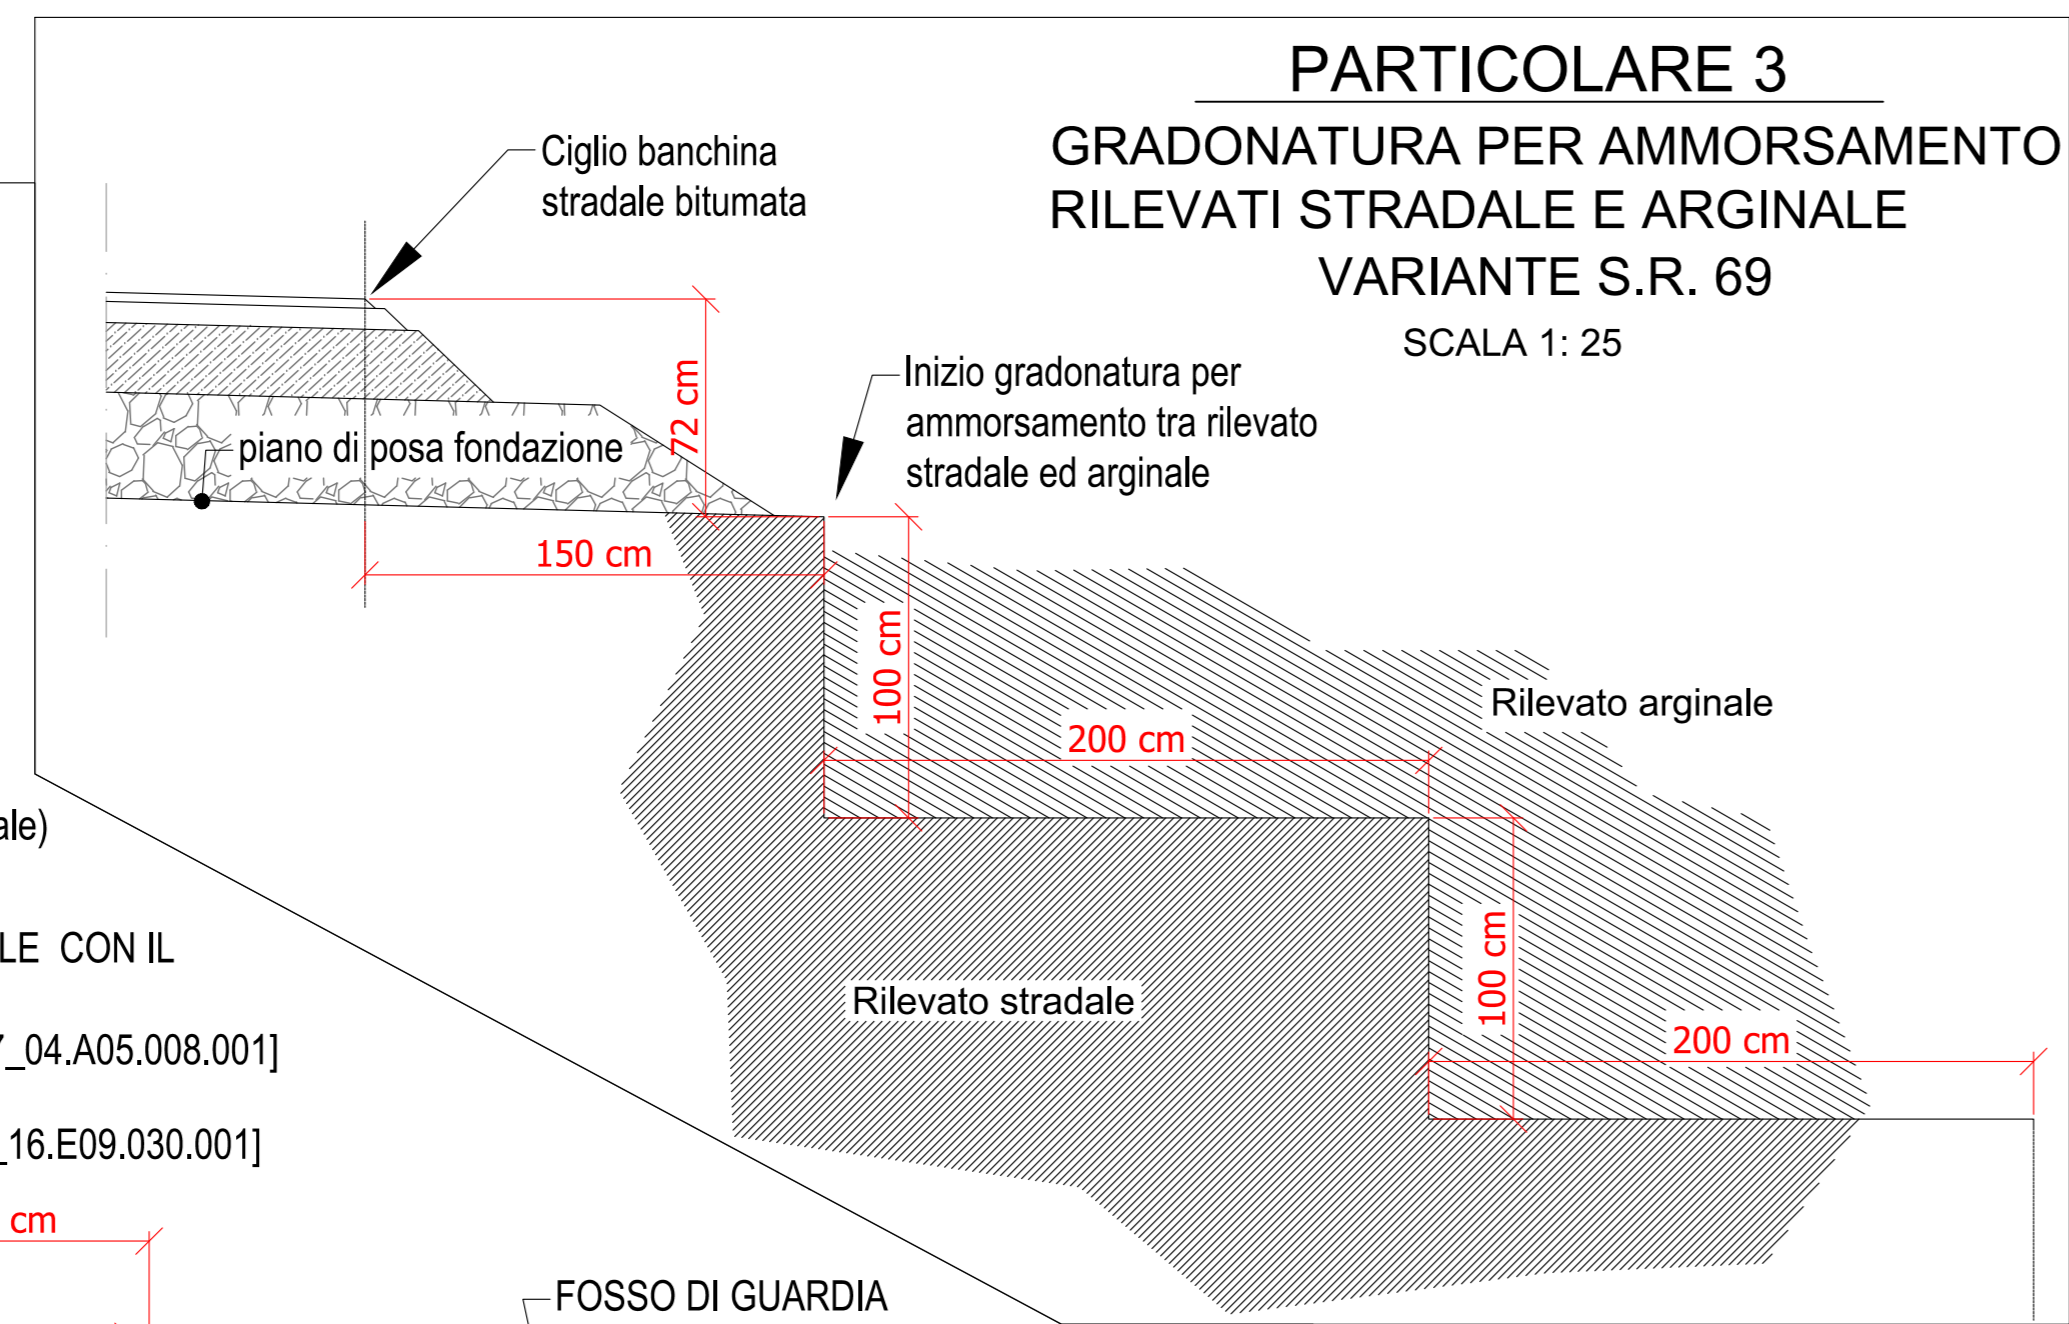 PARTICOLARE 3
GRADONATURA PER AMMORSAMENTO
RILEVATI STRADALE E ARGINALE
VARIANTE S.R. 69
SCALA 1: 25
Ciglio banchina
stradale bitumata
72 cm
Inizio gradonatura per
ammorsamento tra rilevato
stradale ed arginale
piano di posa fondazione
150 cm
100 cm
200 cm
Rilevato arginale
100 cm
200 cm
Rilevato stradale
ale)
LE CON IL
_04.A05.008.001]
_16.E09.030.001]
cm
FOSSO DI GUARDIA